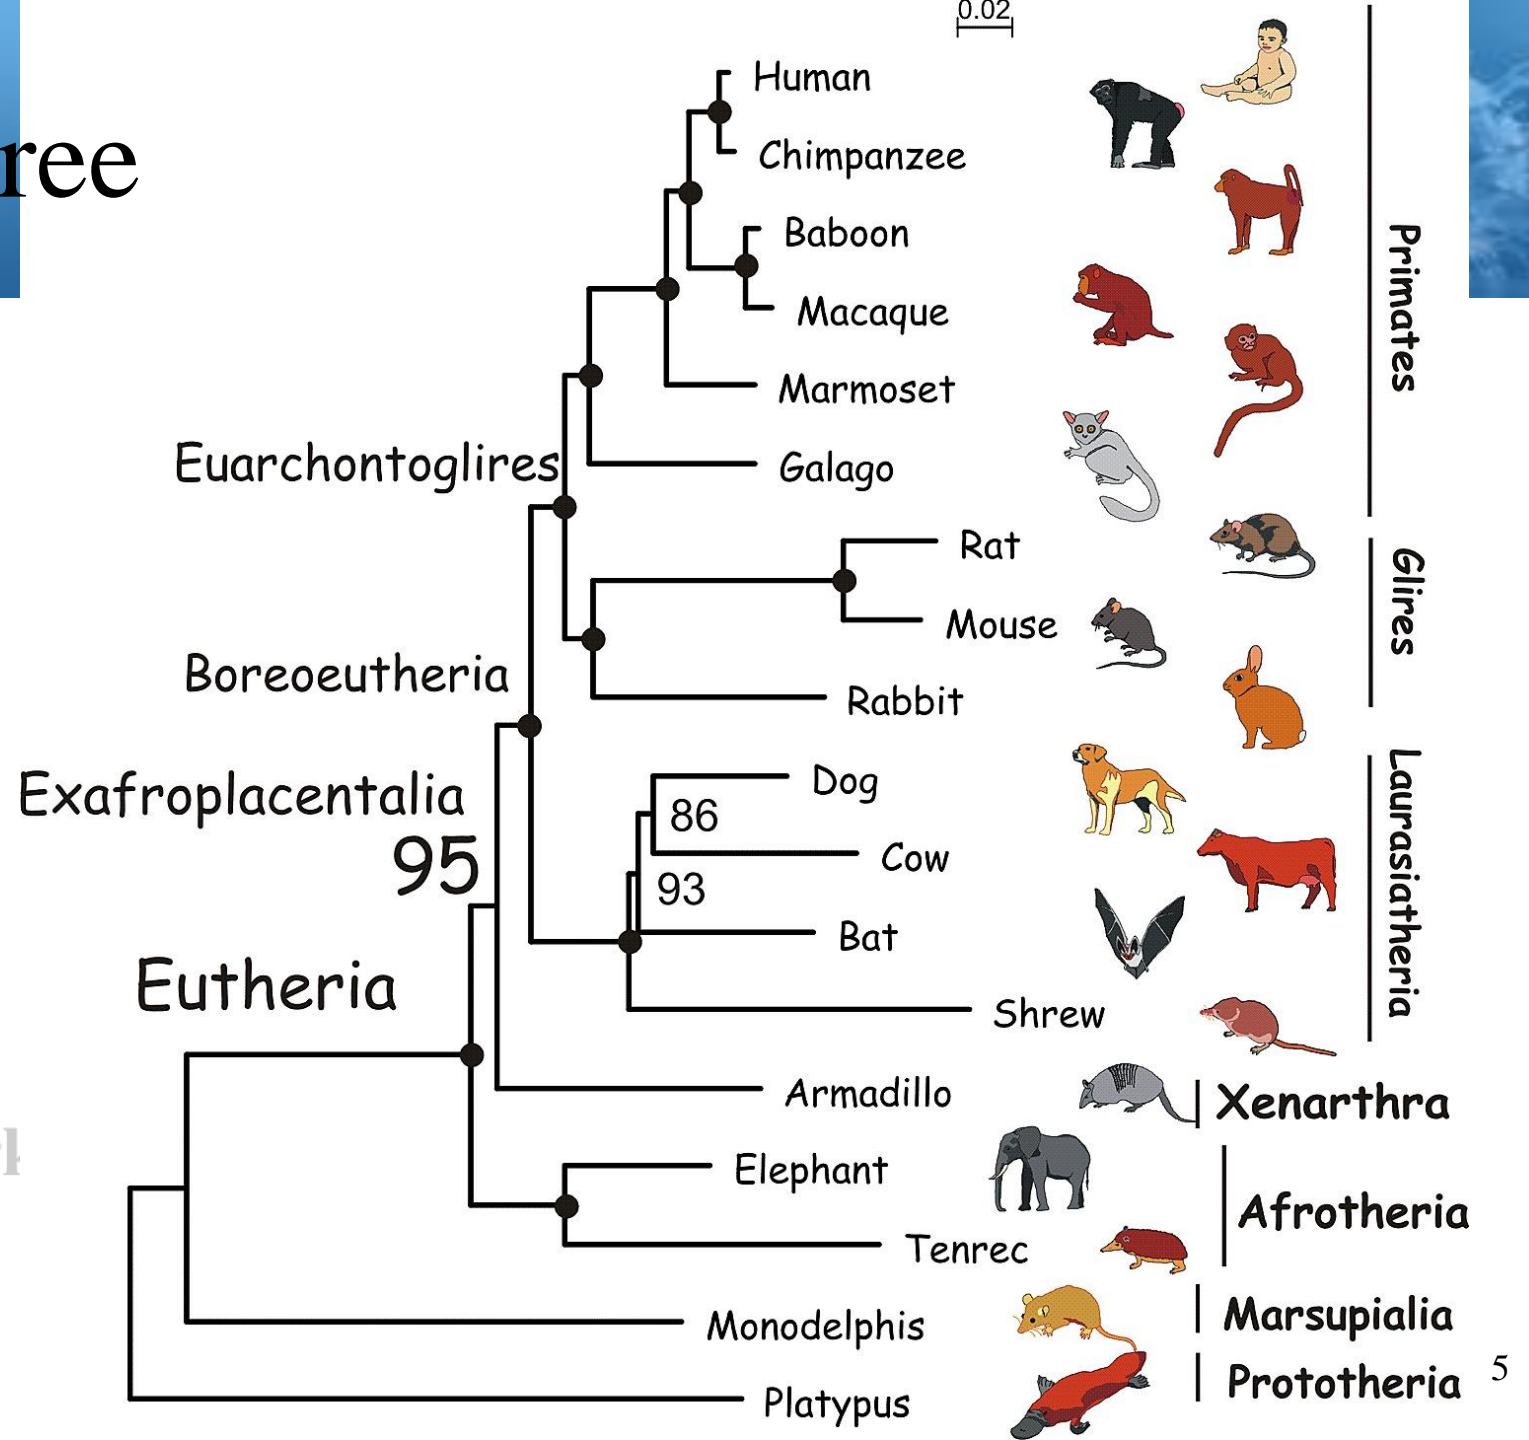 0.02
Human
ree
Chimpanzee
Baboon
Macaque
Primates
Marmoset
Euarchontoglires
Galago
Rat
Glires
Mouse
Boreoeutheria
Rabbit
Dog
Exafroplacentalia
86
Cow
95
93
Laurasiatheria
Bat
Eutheria
Shrew
Armadillo
Xenarthra
Elephant
Afrotheria
Tenrec
Monodelphis
Marsupialia
Platypus
Prototheria
5